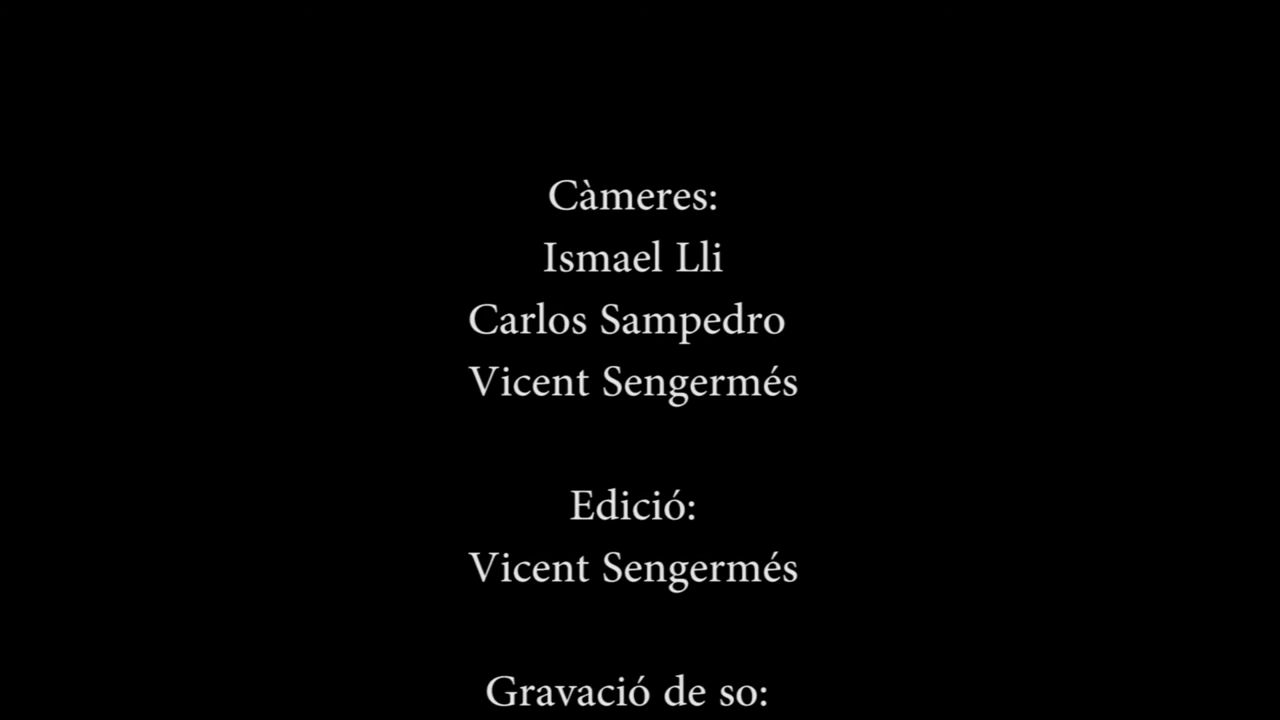 Càmeres:
Ismael Lli
Carlos Sampedro
Vicent Sengermés
Edició:
Vicent Sengermés
Gravació de so: